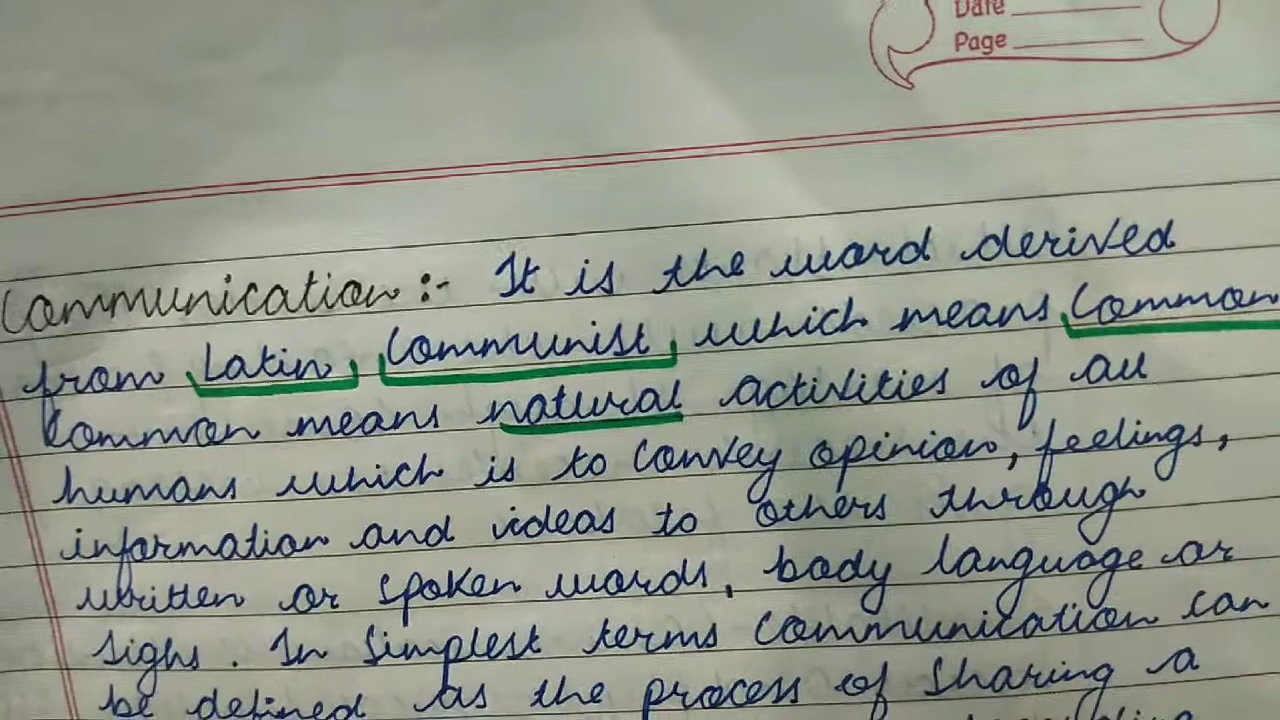 Date
Page
Communication :- It is the word derived
from Latin, Communist, which means Common
Common means natural activities of all
humans which is to convey opinion, feelings,
information and ideas to others through
written or spoken words, body language or
sighs. In Simplest terms Communication can
be defined as the process of sharing a